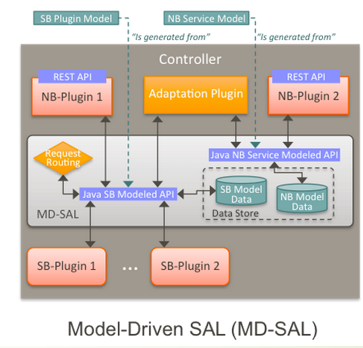 SB Plugin Model
NB Service Model
"Is generated from"
"Is generated from"
Controller
REST API
REST API
NB-Plugin 1
Adaptation Plugin
NB-Plugin 2
Request
Routing
Java NB Service Modeled API
Java SB Modeled API
SB Model
Data
NB Model
Data
MD-SAL
Data Store
SB-Plugin 1
...
SB-Plugin 2
Model-Driven SAL (MD-SAL)